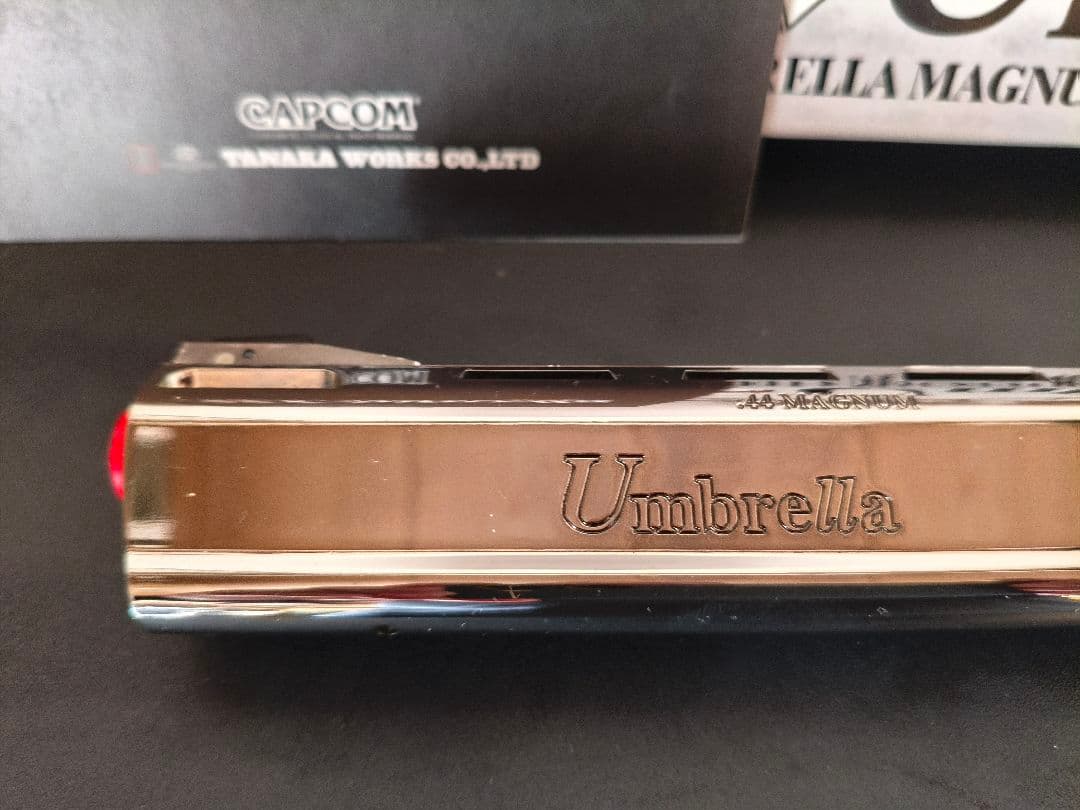 CAPCOM
TANAKA WORKS CO.,LTD
RELLA MAGNU
.44 MAGNUM
Umbrella